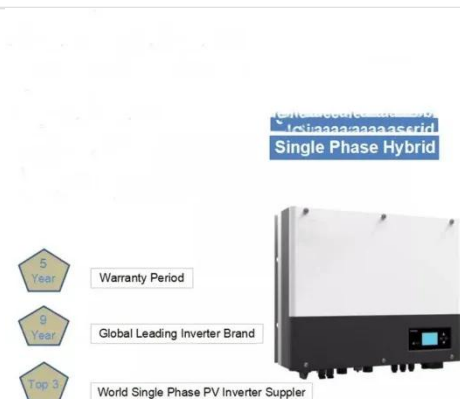 Single Phase Hybrid
5
Year
Warranty Period
9
Year
Global Leading Inverter Brand
Top 3
World Single Phase PV Inverter Suppler